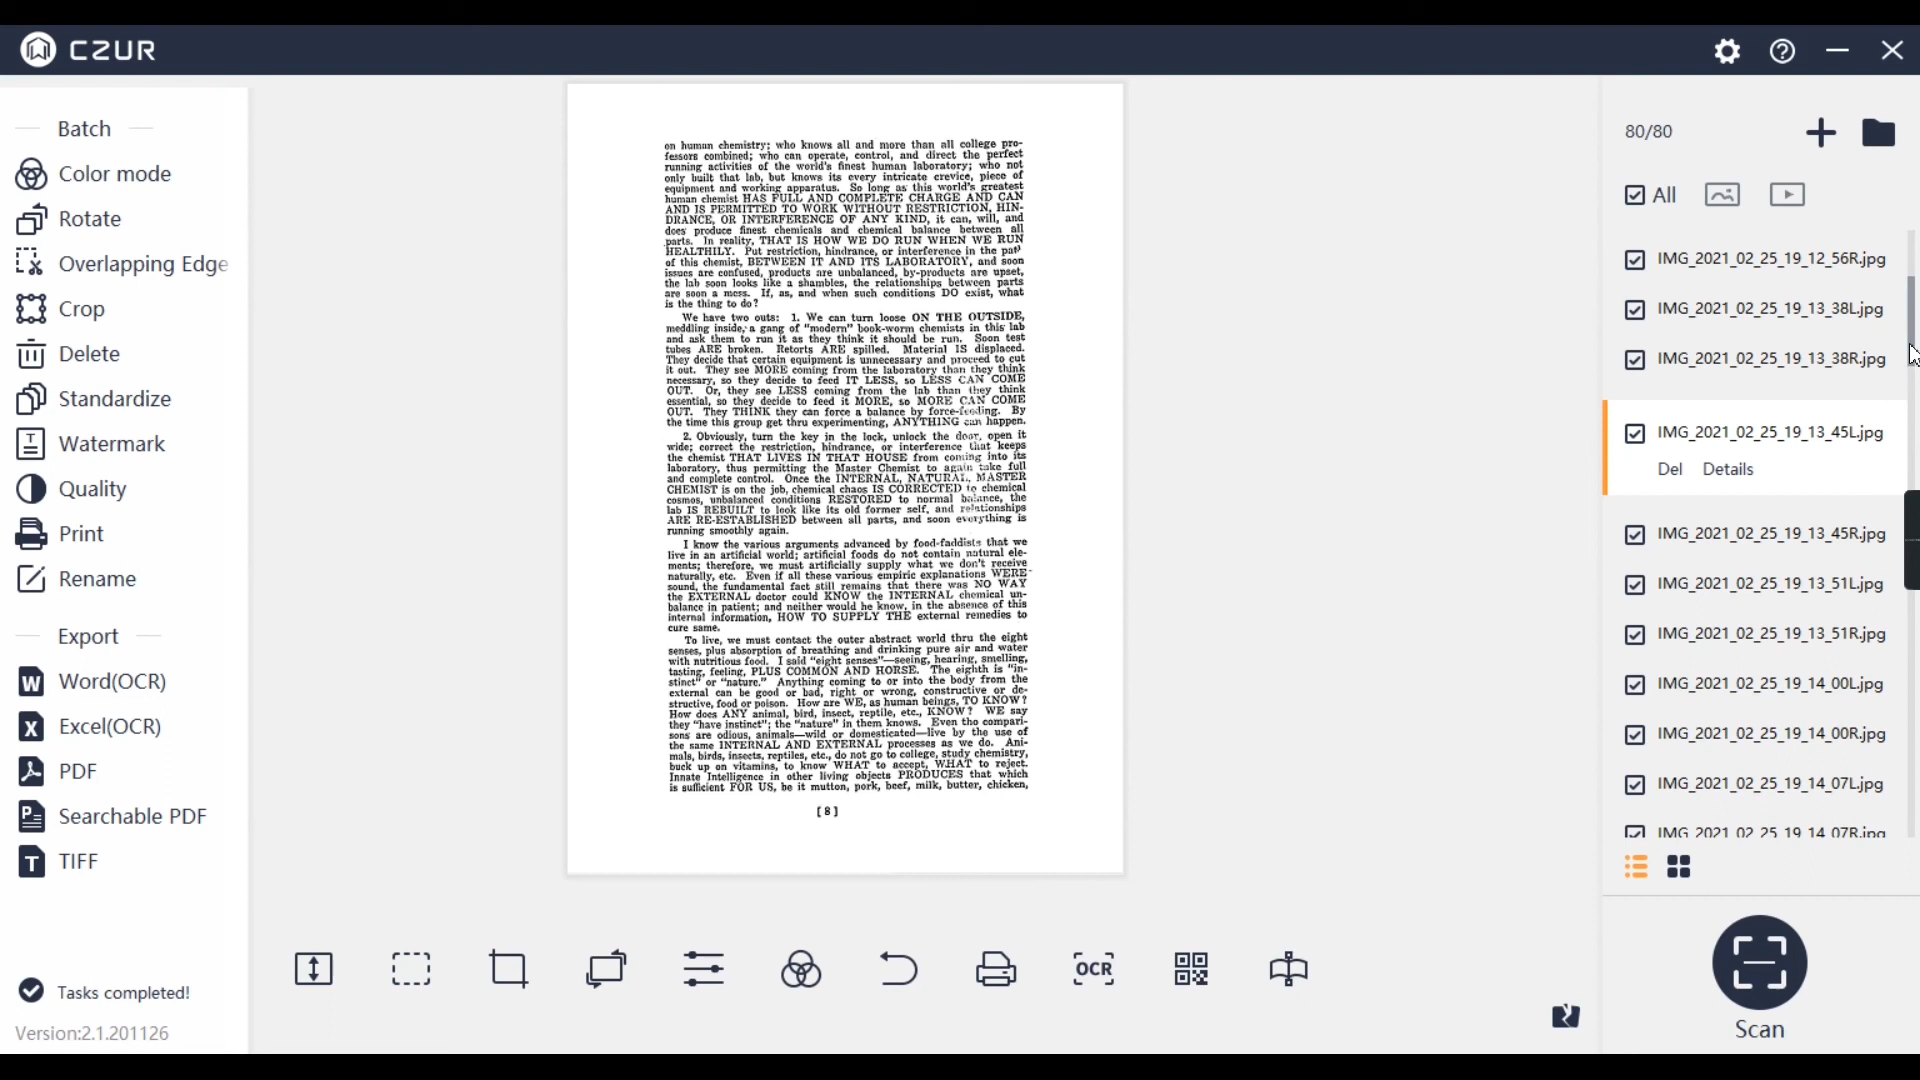 CZUR
Batch
Color mode
Rotate
Overlapping Edge
Crop
Delete
Standardize
Watermark
Quality
Print
Rename
Export
Word(OCR)
Excel(OCR)
PDF
Searchable PDF
TIFF
Tasks completed!
Version:2.1.201126
on human chemistry; who knows all and more than all college pro-
fessors combined; who can operate, control, and direct the perfect
running activities of the world's finest human laboratory; who not
only built that lab, but knows its every intricate crevice, piece of
equipment and working apparatus. So long as this world's greatest
human chemist HAS FULL AND COMPLETE CHARGE AND CAN
AND IS PERMITTED TO WORK WITHOUT RESTRICTION, HIN-
DRANCE, OR INTERFERENCE OF ANY KIND, it can, will, and
does produce finest chemicals and chemical balance between all
parts. In reality, THAT IS HOW WE DO RUN WHEN WE RUN
HEALTHILY. Put restriction, hindrance, or interference in the pat
of this chemist, BETWEEN IT AND ITS LABORATORY, and soon
issues are confused, products are unbalanced, by-products are upset,
the lab soon looks like a shambles, the relationships between parts
are soon a mess. If, as, and when such conditions DO exist, what
is the thing to do?
We have two outs: 1. We can turn loose ON THE OUTSIDE,
meddling inside, a gang of "modern" book-worm chemists in this lab
and ask them to run it as they think it should be run. Soon test
tubes ARE broken. Retorts ARE spilled. Material IS displaced.
They decide that certain equipment is unnecessary and proceed to cut
it out. They see MORE coming from the laboratory than they think
necessary, so they decide to feed IT LESS, so LESS CAN COME
OUT. Or, they see LESS coming from the lab than they think
essential, so they decide to feed it MORE, so MORE CAN COME
OUT. They THINK they can force a balance by force-feeding. By
the time this group get thru experimenting, ANYTHING can happen.
2. Obviously, turn the key in the lock, unlock the door, open it
wide; correct the restriction, hindrance, or interference that keeps
the chemist THAT LIVES IN THAT HOUSE from coming into its
laboratory, thus permitting the Master Chemist to again take full
and complete control. Once the INTERNAL, NATURAL, MASTER
CHEMIST is on the job, chemical chaos IS CORRECTED to chemical
cosmos, unbalanced conditions RESTORED to normal balance, the
lab IS REBUILT to look like its old former self, and relationships
ARE RE-ESTABLISHED between all parts, and soon everything is
running smoothly again.
I know the various arguments advanced by food-faddists that we
live in an artificial world; artificial foods do not contain natural ele-
ments; therefore, we must artificially supply what we don't receive
naturally, etc. Even if all these various empiric explanations WERE
sound, the fundamental fact still remains that there was NO WAY
the EXTERNAL doctor could KNOW the INTERNAL chemical un-
balance in patient; and neither would he know, in the absence of this
internal information, HOW TO SUPPLY THE external remedies to
cure same.
To live, we must contact the outer abstract world thru the eight
senses, plus absorption of breathing and drinking pure air and water
with nutritious food. I said "eight senses"—seeing, hearing, smelling,
tasting, feeling, PLUS COMMON AND HORSE. The eighth is "in-
stinct" or "nature." Anything coming to or into the body from the
external can be good or bad, right or wrong, constructive or de-
structive, food or poison. How are WE, as human beings, TO KNOW?
How does ANY animal, bird, insect, reptile, etc., KNOW? WE say
they "have instinct"; the "nature" in them knows. Even tho compari-
sons are odious, animals—wild or domesticated—live by the use of
the same INTERNAL AND EXTERNAL processes as we do. Ani-
mals, birds, insects, reptiles, etc., do not go to college, study chemistry,
buck up on vitamins, to know WHAT to accept, WHAT to reject.
Innate Intelligence in other living objects PRODUCES that which
is sufficient FOR US, be it mutton, pork, beef, milk, butter, chicken,
[ 8 ]
OCR
80/80
All
IMG_2021_02_25_19_12_56R.jpg
IMG_2021_02_25_19_13_38L.jpg
IMG_2021_02_25_19_13_38R.jpg
IMG_2021_02_25_19_13_45L.jpg
Del Details
IMG_2021_02_25_19_13_45R.jpg
IMG_2021_02_25_19_13_51L.jpg
IMG_2021_02_25_19_13_51R.jpg
IMG_2021_02_25_19_14_00L.jpg
IMG_2021_02_25_19_14_00R.jpg
IMG_2021_02_25_19_14_07L.jpg
IMG_2021_02_25_19_14_07R.jpg
Scan